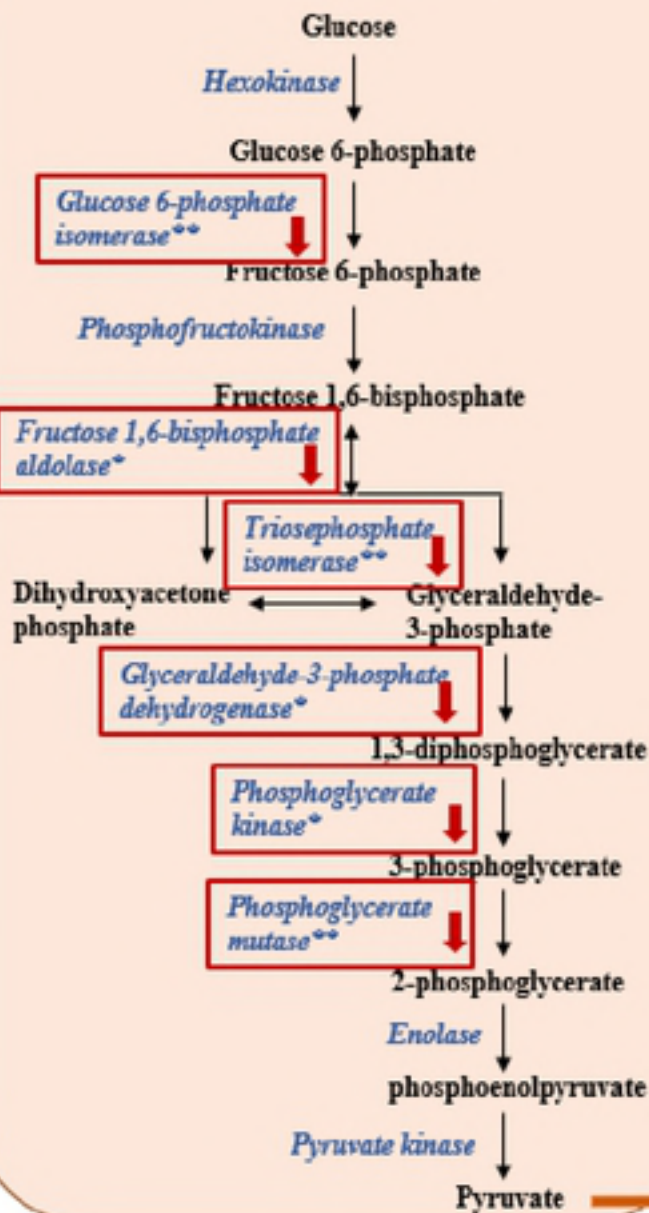 Glucose
Hexokinase
Glucose 6-phosphate
Glucose 6-phosphate
isomerase**
Fructose 6-phosphate
Phosphofructokinase
Fructose 1,6-bisphosphate
Fructose 1,6-bisphosphate
aldolase*
Triosephosphate
isomerase**
Dihydroxyacetone
phosphate
Glyceraldehyde-
3-phosphate
Glyceraldehyde-3-phosphate
dehydrogenase*
1,3-diphosphoglycerate
Phosphoglycerate
kinase*
3-phosphoglycerate
Phosphoglycerate
mutase**
2-phosphoglycerate
Enolase
phosphoenolpyruvate
Pyruvate kinase
Pyruvate